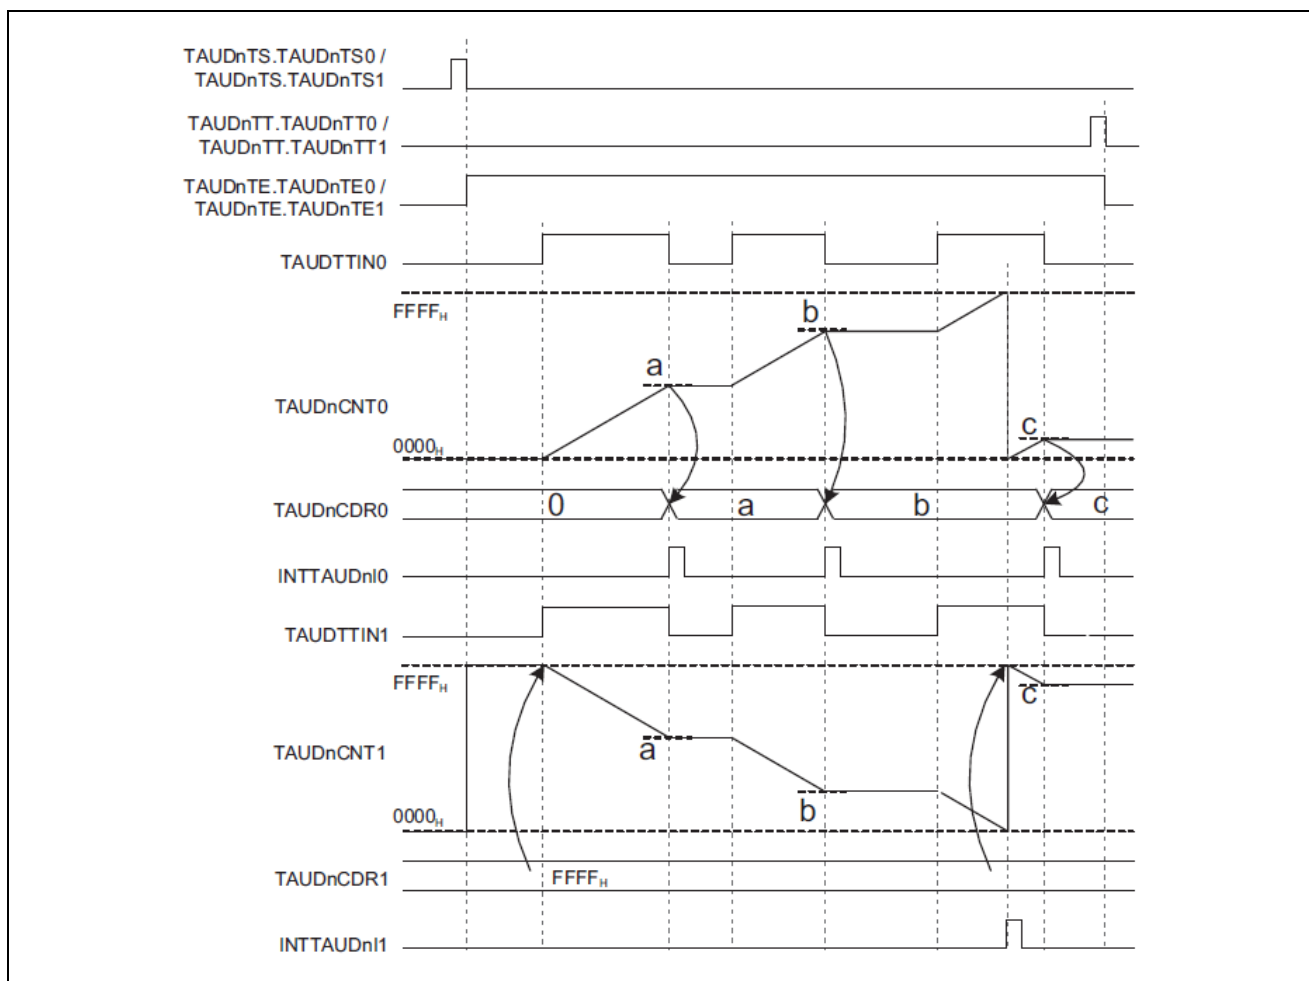 TAUDnTS.TAUDnTS0 /
TAUDnTS.TAUDnTS1
TAUDnTT.TAUDnTT0 /
TAUDnTT.TAUDnTT1
TAUDnTE.TAUDnTE0 /
TAUDnTE.TAUDnTE1
TAUDTTIN0
FFFFH
b
a
TAUDnCNT0
c
0000H
TAUDnCDR0
0
a
b
c
INTTAUDnI0
TAUDTTIN1
FFFFH
c
a
TAUDnCNT1
b
0000H
TAUDnCDR1
FFFFH
INTTAUDnI1